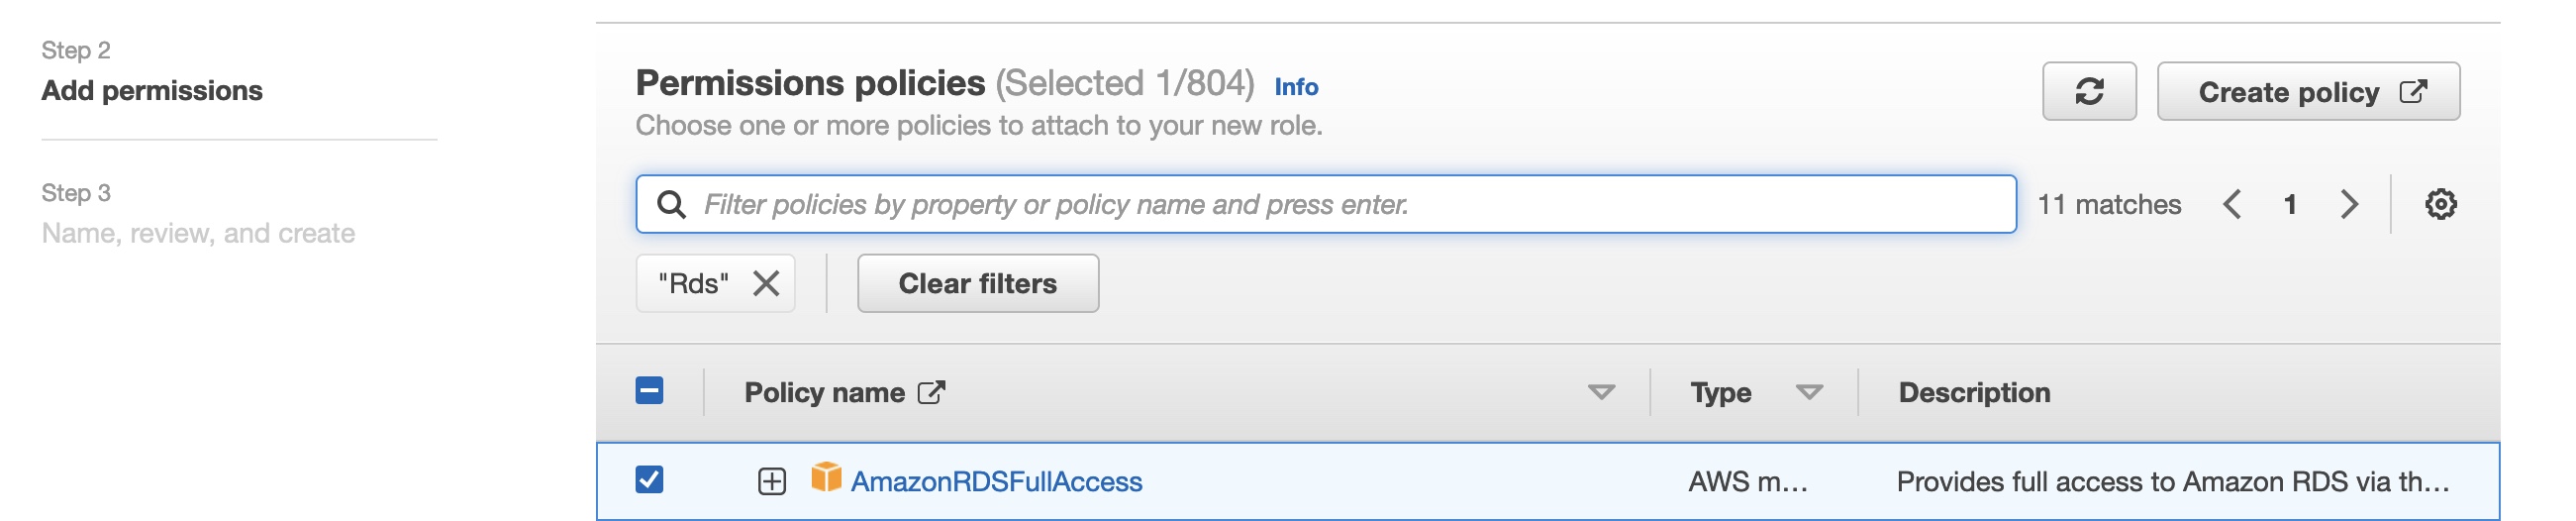 Step 2
Add permissions
Step 3
Name, review, and create
Permissions policies (Selected 1/804) Info
Choose one or more policies to attach to your new role.
Create policy
Filter policies by property or policy name and press enter.
11 matches
1
"Rds"
Clear filters
Policy name
Type
Description
AmazonRDSFullAccess
AWS m...
Provides full access to Amazon RDS via th...